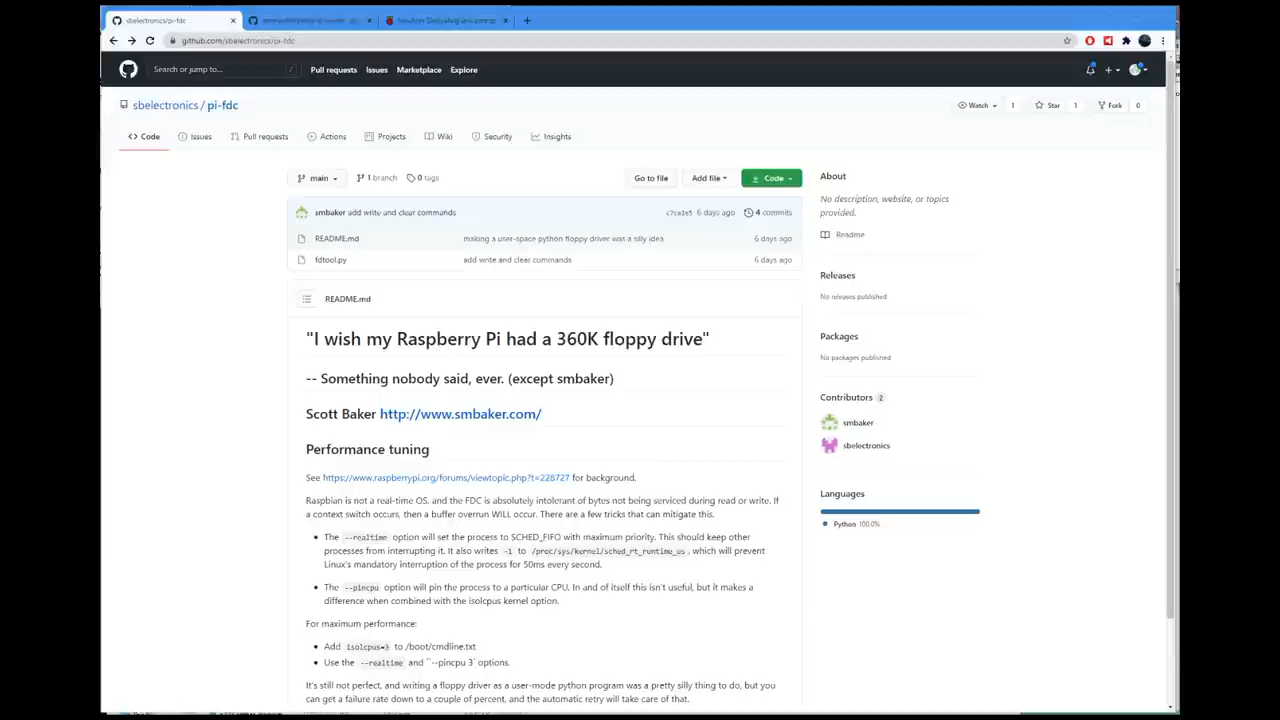 sbelectronics/pi-fdc
github.com/sbelectronics/pi-fdc
Search or jump to...
/
Pull requests
Issues
Marketplace
Explore
sbelectronics / pi-fdc
Watch
1
Star
1
Fork
0
Code
Issues
Pull requests
Actions
Projects
Wiki
Security
Insights
main
1 branch
0 tags
Go to file
Add file
Code
smbaker add write and clear commands
6 days ago
4 commits
README.md
making a user-space python floppy driver was a silly idea
6 days ago
fdtool.py
add write and clear commands
6 days ago
README.md
"I wish my Raspberry Pi had a 360K floppy drive"
-- Something nobody said, ever. (except smbaker)
Scott Baker http://www.smbaker.com/
Performance tuning
See https://www.raspberrypi.org/forums/viewtopic.php?t=228727 for background.
Raspbian is not a real-time OS. and the FDC is absolutely intolerant of bytes not being serviced during read or write. If
a context switch occurs, then a buffer overrun WILL occur. There are a few tricks that can mitigate this.
• The --realtime option will set the process to SCHED_FIFO with maximum priority. This should keep other
processes from interrupting it. It also writes -1 to /proc/sys/kernel/sched_rt_runtime_us, which will prevent
Linux's mandatory interruption of the process for 50ms every second.
• The --pincpu option will pin the process to a particular CPU. In and of itself this isn't useful, but it makes a
difference when combined with the isolcpus kernel option.
For maximum performance:
• Add isolcpus=3 to /boot/cmdline.txt
• Use the --realtime and ``--pincpu 3` options.
It's still not perfect, and writing a floppy driver as a user-mode python program was a pretty silly thing to do, but you
can get a failure rate down to a couple of percent, and the automatic retry will take care of that.
About
No description, website, or topics
provided.
Readme
Releases
No releases published
Packages
No packages published
Contributors 2
smbaker
sbelectronics
Languages
Python 100.0%